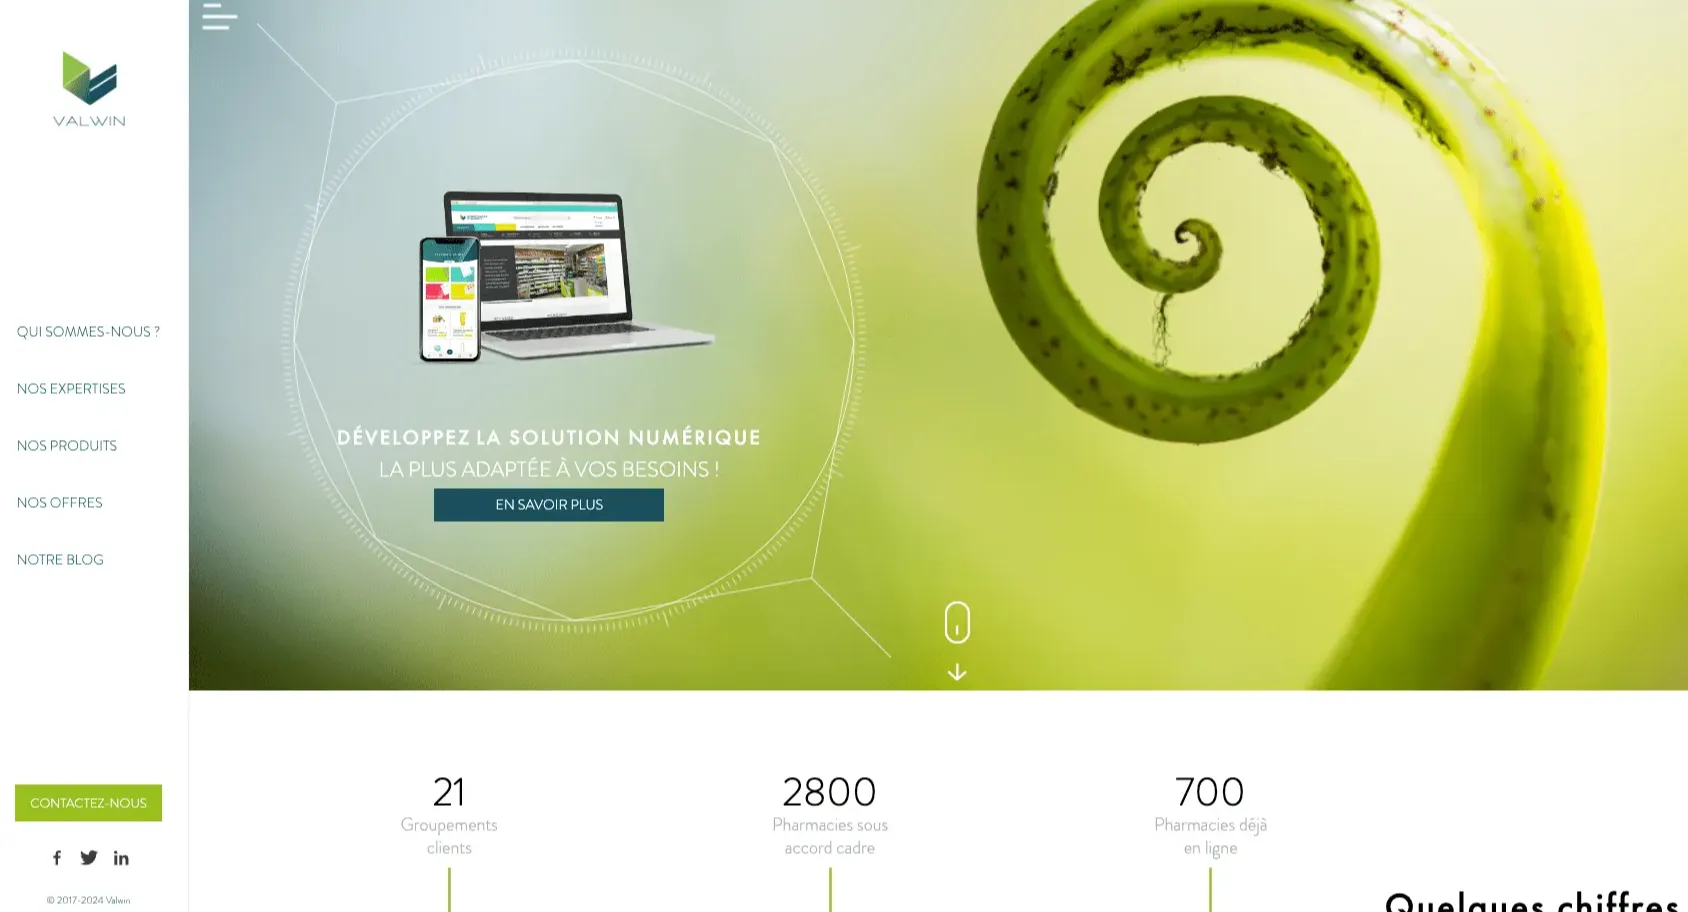 VALWIN
QUI SOMMES-NOUS ?
NOS EXPERTISES
NOS PRODUITS
NOS OFFRES
NOTRE BLOG
CONTACTEZ-NOUS
© 2017-2024 Valwin
DÉVELOPPEZ LA SOLUTION NUMÉRIQUE
LA PLUS ADAPTÉE À VOS BESOINS !
EN SAVOIR PLUS
21
Groupements
clients
2800
Pharmacies sous
accord cadre
700
Pharmacies déjà
en ligne
Quelques chiffres